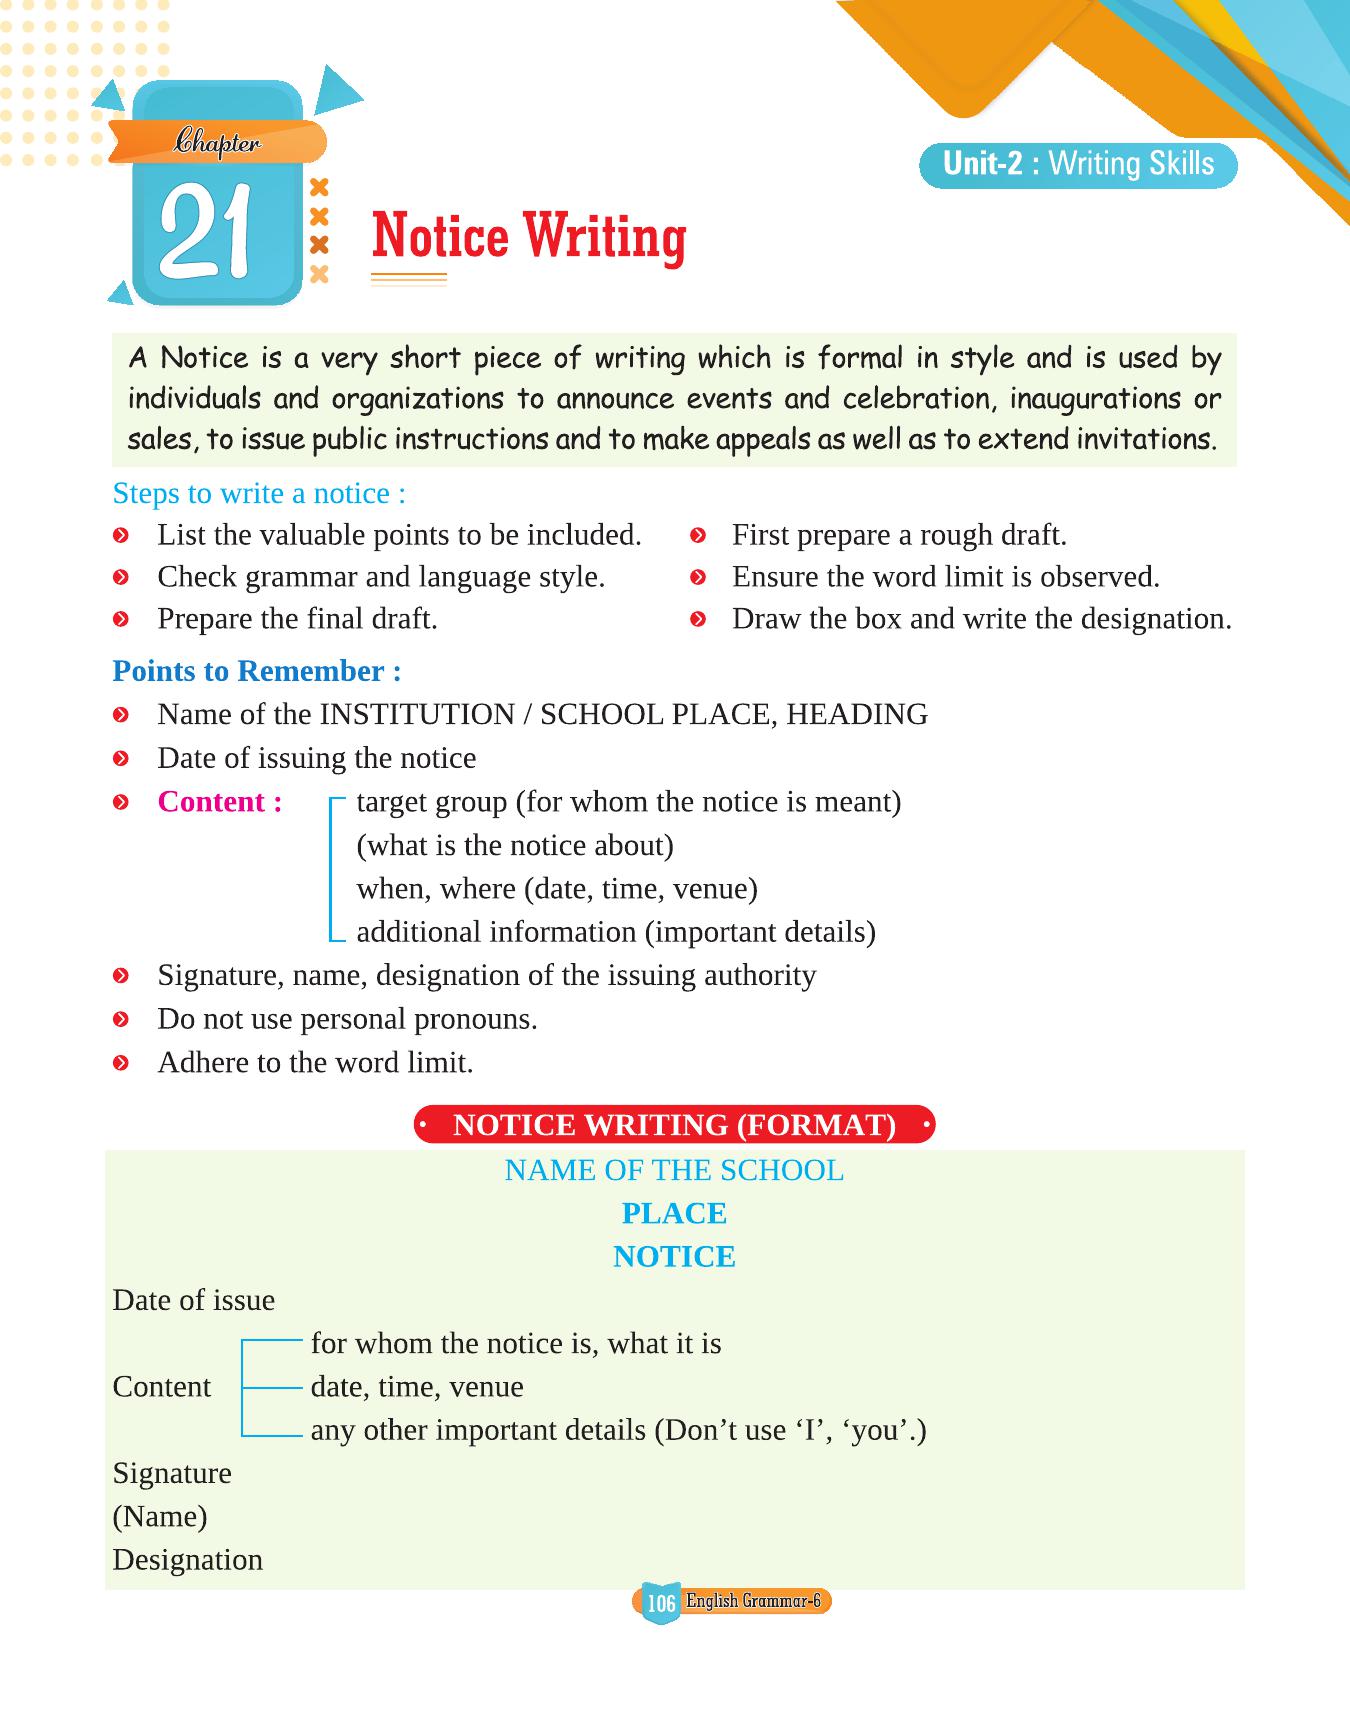 Chapter
21
Unit-2 : Writing Skills
Notice Writing
A Notice is a very short piece of writing which is formal in style and is used by
individuals and organizations to announce events and celebration, inaugurations or
sales, to issue public instructions and to make appeals as well as to extend invitations.
Steps to write a notice :
List the valuable points to be included.
First prepare a rough draft.
Check grammar and language style.
Ensure the word limit is observed.
Prepare the final draft.
Draw the box and write the designation.
Points to Remember :
Name of the INSTITUTION / SCHOOL PLACE, HEADING
Date of issuing the notice
Content : target group (for whom the notice is meant)
(what is the notice about)
when, where (date, time, venue)
additional information (important details)
Signature, name, designation of the issuing authority
Do not use personal pronouns.
Adhere to the word limit.
NOTICE WRITING (FORMAT)
NAME OF THE SCHOOL
PLACE
NOTICE
Date of issue
for whom the notice is, what it is
Content date, time, venue
any other important details (Don’t use ‘I’, ‘you’.)
Signature
(Name)
Designation
106 English Grammar-6